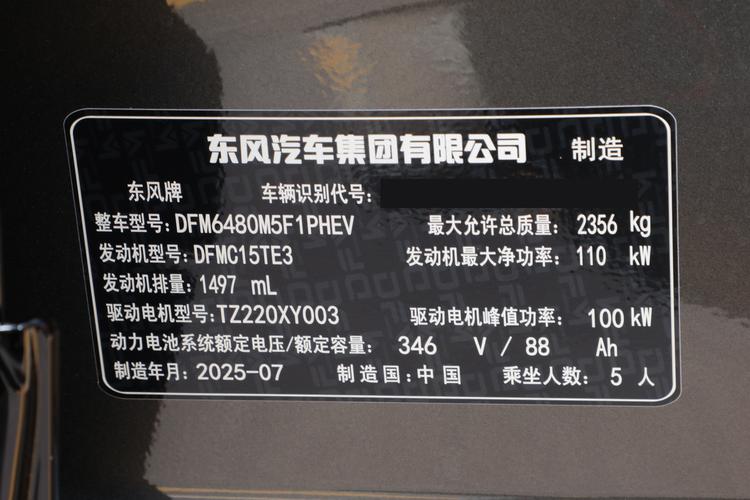 东风汽车集团有限公司 制造
东风牌 车辆识别代号:
整车型号:DFM6480M5F1PHEV 最大允许总质量: 2356 kg
发动机型号:DFMC15TE3 发动机最大净功率: 110 kW
发动机排量:1497 mL
驱动电机型号:TZ220XY003 驱动电机峰值功率: 100 kW
动力电池系统额定电压/额定容量: 346 V / 88 Ah
制造年月:2025-07 制造国:中国 乘坐人数: 5 人